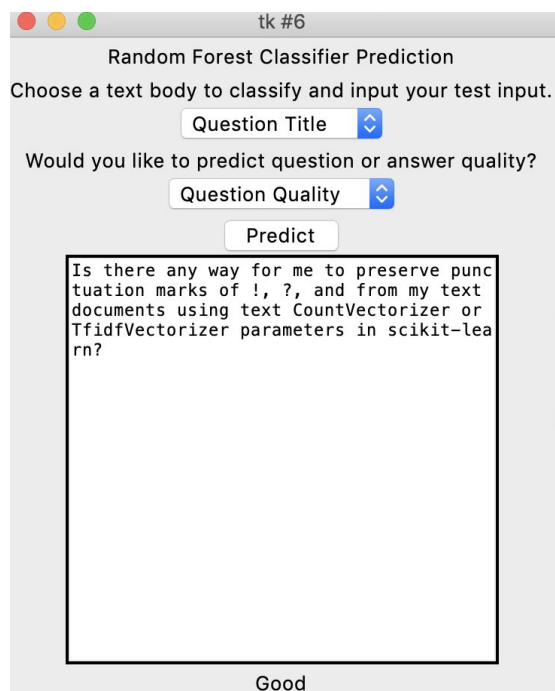 tk #6
Random Forest Classifier Prediction
Choose a text body to classify and input your test input.
Question Title
Would you like to predict question or answer quality?
Question Quality
Predict
Is there any way for me to preserve punc
tuation marks of !, ?, and from my text
documents using text CountVectorizer or
TfidfVectorizer parameters in scikit-lea
rn?
Good